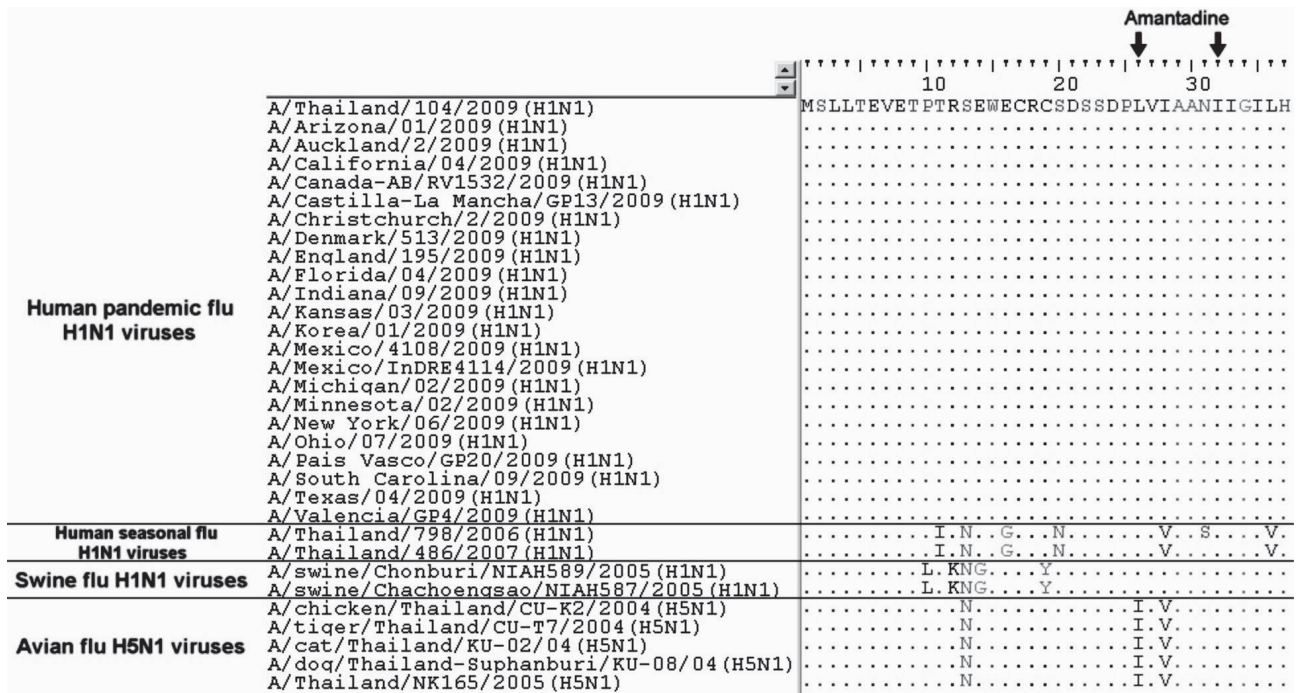 Amantadine
10 20 30
A/Thailand/104/2009(H1N1) MSLLTEVETPTRSEWECRCSDSSDPLVIAANIIGILH
A/Arizona/01/2009(H1N1) .....................................
A/Auckland/2/2009(H1N1) .....................................
A/California/04/2009(H1N1) .....................................
A/Canada-AB/RV1532/2009(H1N1) .....................................
A/Castilla-La Mancha/GP13/2009(H1N1) .....................................
A/Christchurch/2/2009(H1N1) .....................................
A/Denmark/513/2009(H1N1) .....................................
A/England/195/2009(H1N1) .....................................
A/Florida/04/2009(H1N1) .....................................
A/Indiana/09/2009(H1N1) .....................................
Human pandemic flu
H1N1 viruses
A/Kansas/03/2009(H1N1) .....................................
A/Korea/01/2009(H1N1) .....................................
A/Mexico/4108/2009(H1N1) .....................................
A/Mexico/InDRE4114/2009(H1N1) .....................................
A/Michigan/02/2009(H1N1) .....................................
A/Minnesota/02/2009(H1N1) .....................................
A/New York/06/2009(H1N1) .....................................
A/Ohio/07/2009(H1N1) .....................................
A/Pais Vasco/GP20/2009(H1N1) .....................................
A/South Carolina/09/2009(H1N1) .....................................
A/Texas/04/2009(H1N1) .....................................
A/Valencia/GP4/2009(H1N1) .....................................
Human seasonal flu
H1N1 viruses
A/Thailand/798/2006(H1N1) ..........I.N..G...N.......V..S....V.
A/Thailand/486/2007(H1N1) ..........I.N..G...N.......V.......V.
Swine flu H1N1 viruses
A/swine/Chonburi/NIAH589/2005(H1N1) .........L.KNG....Y..................
A/swine/Chachoengsao/NIAH587/2005(H1N1) .........L.KNG....Y..................
Avian flu H5N1 viruses
A/chicken/Thailand/CU-K2/2004(H5N1) ............N............I.V.........
A/tiger/Thailand/CU-T7/2004(H5N1) ............N............I.V.........
A/cat/Thailand/KU-02/04(H5N1) ............N............I.V.........
A/dog/Thailand-Suphanburi/KU-08/04(H5N1) ............N............I.V.........
A/Thailand/NK165/2005(H5N1) ............N............I.V.........